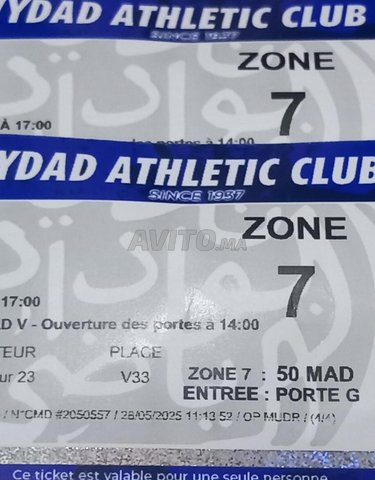 YDAD ATHLETIC CLUB
SINCE 1937
ZONE
7
À 17:00
portes à 14:00
YDAD ATHLETIC CLUB
SINCE 1937
ZONE
AVITO.MA
7
17:00
D V - Ouverture des portes à 14:00
TEUR PLACE
ur 23 V33
ZONE 7 : 50 MAD
ENTREE : PORTE G
/ N°CMD #2050557 / 28/05/2025 11:13:52 / OP MUDR / (4/4)
Ce ticket est valable pour une seule personne